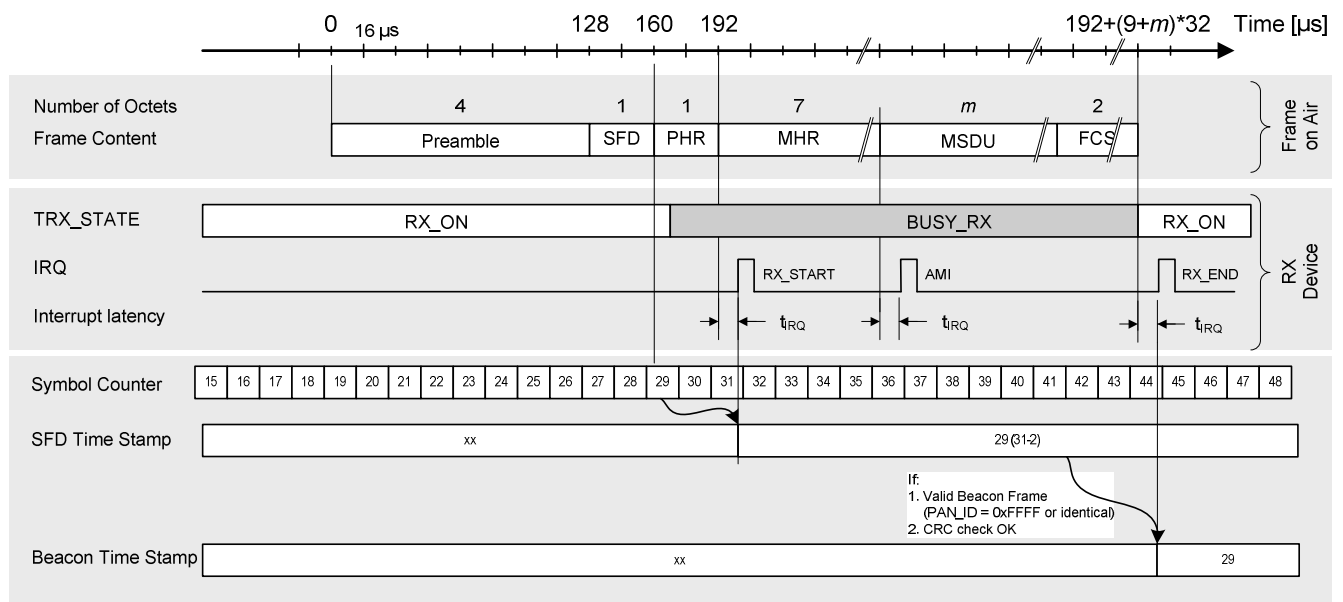 0 16 µs 128 160 192 192+(9+m)*32 Time [µs]
Number of Octets 4 1 1 7 m 2
Frame Content Preamble SFD PHR MHR MSDU FCS
Frame
on Air
TRX_STATE RX_ON BUSY_RX RX_ON
IRQ RX_START AMI RX_END
Interrupt latency tIRQ tIRQ tIRQ
RX
Device
Symbol Counter 15 16 17 18 19 20 21 22 23 24 25 26 27 28 29 30 31 32 33 34 35 36 37 38 39 40 41 42 43 44 45 46 47 48
SFD Time Stamp xx 29 (31-2)
If:
1. Valid Beacon Frame
(PAN_ID = 0xFFFF or identical)
2. CRC check OK
Beacon Time Stamp xx 29